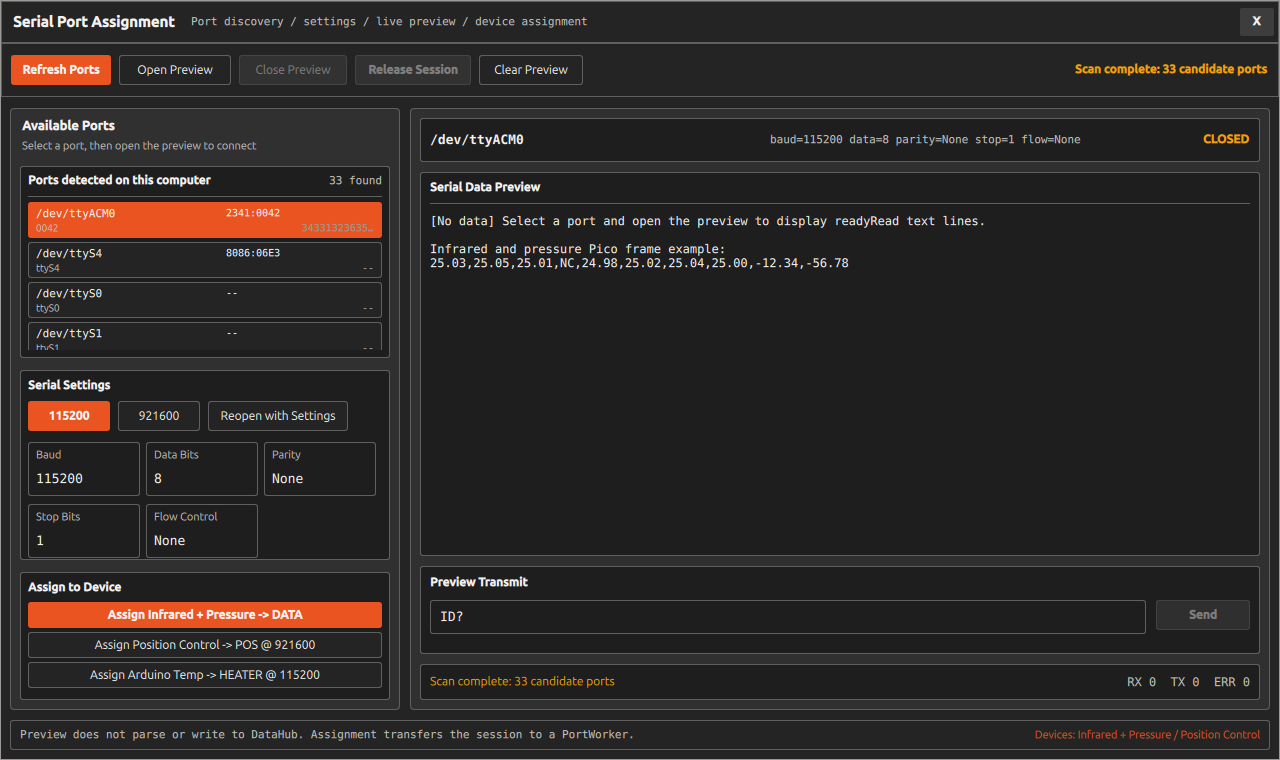 Serial Port Assignment Port discovery / settings / live preview / device assignment X
Refresh Ports Open Preview Close Preview Release Session Clear Preview Scan complete: 33 candidate ports
Available Ports
Select a port, then open the preview to connect
Ports detected on this computer 33 found
/dev/ttyACM0 2341:0042
0042 34331323635…
/dev/ttyS4 8086:06E3
ttyS4 --
/dev/ttyS0 --
ttyS0 --
/dev/ttyS1 --
ttyS1 --
Serial Settings
115200 921600 Reopen with Settings
Baud Data Bits Parity
115200 8 None
Stop Bits Flow Control
1 None
Assign to Device
Assign Infrared + Pressure -> DATA
Assign Position Control -> POS @ 921600
Assign Arduino Temp -> HEATER @ 115200
/dev/ttyACM0 baud=115200 data=8 parity=None stop=1 flow=None CLOSED
Serial Data Preview
[No data] Select a port and open the preview to display readyRead text lines.
Infrared and pressure Pico frame example:
25.03,25.05,25.01,NC,24.98,25.02,25.04,25.00,-12.34,-56.78
Preview Transmit
ID? Send
Scan complete: 33 candidate ports RX 0 TX 0 ERR 0
Preview does not parse or write to DataHub. Assignment transfers the session to a PortWorker. Devices: Infrared + Pressure / Position Control